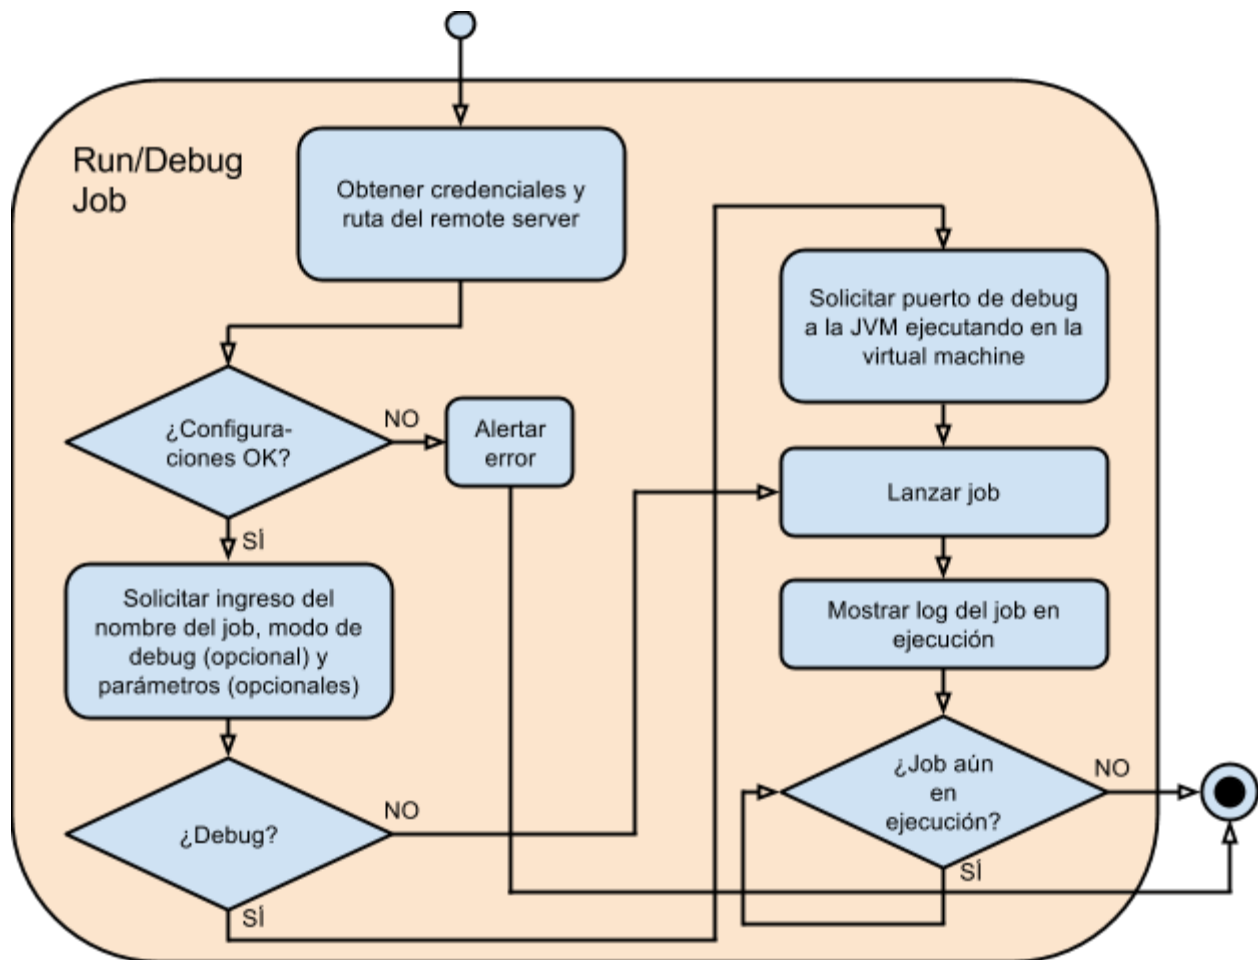 Run/Debug
Job
Obtener credenciales y
ruta del remote server
¿Configura-
ciones OK?
NO
Alertar
error
SÍ
Solicitar ingreso del
nombre del job, modo de
debug (opcional) y
parámetros (opcionales)
¿Debug?
NO
SÍ
Solicitar puerto de debug
a la JVM ejecutando en la
virtual machine
Lanzar job
Mostrar log del job en
ejecución
¿Job aún
en
ejecución?
NO
SÍ